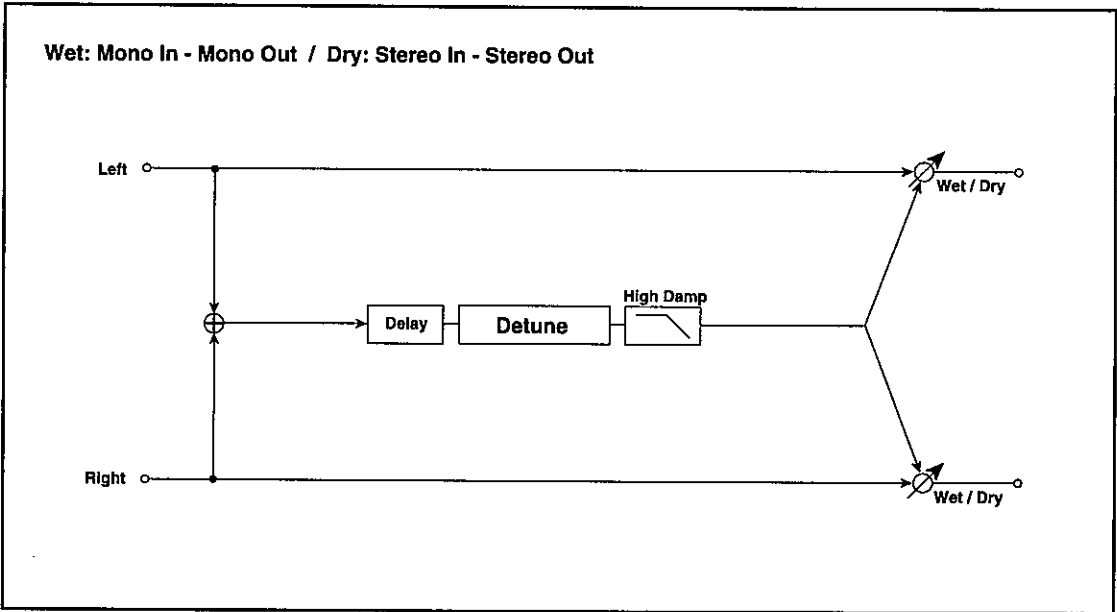 Wet: Mono In - Mono Out / Dry: Stereo In - Stereo Out
Left
Wet / Dry
High Damp
Delay
Detune
Right
Wet / Dry